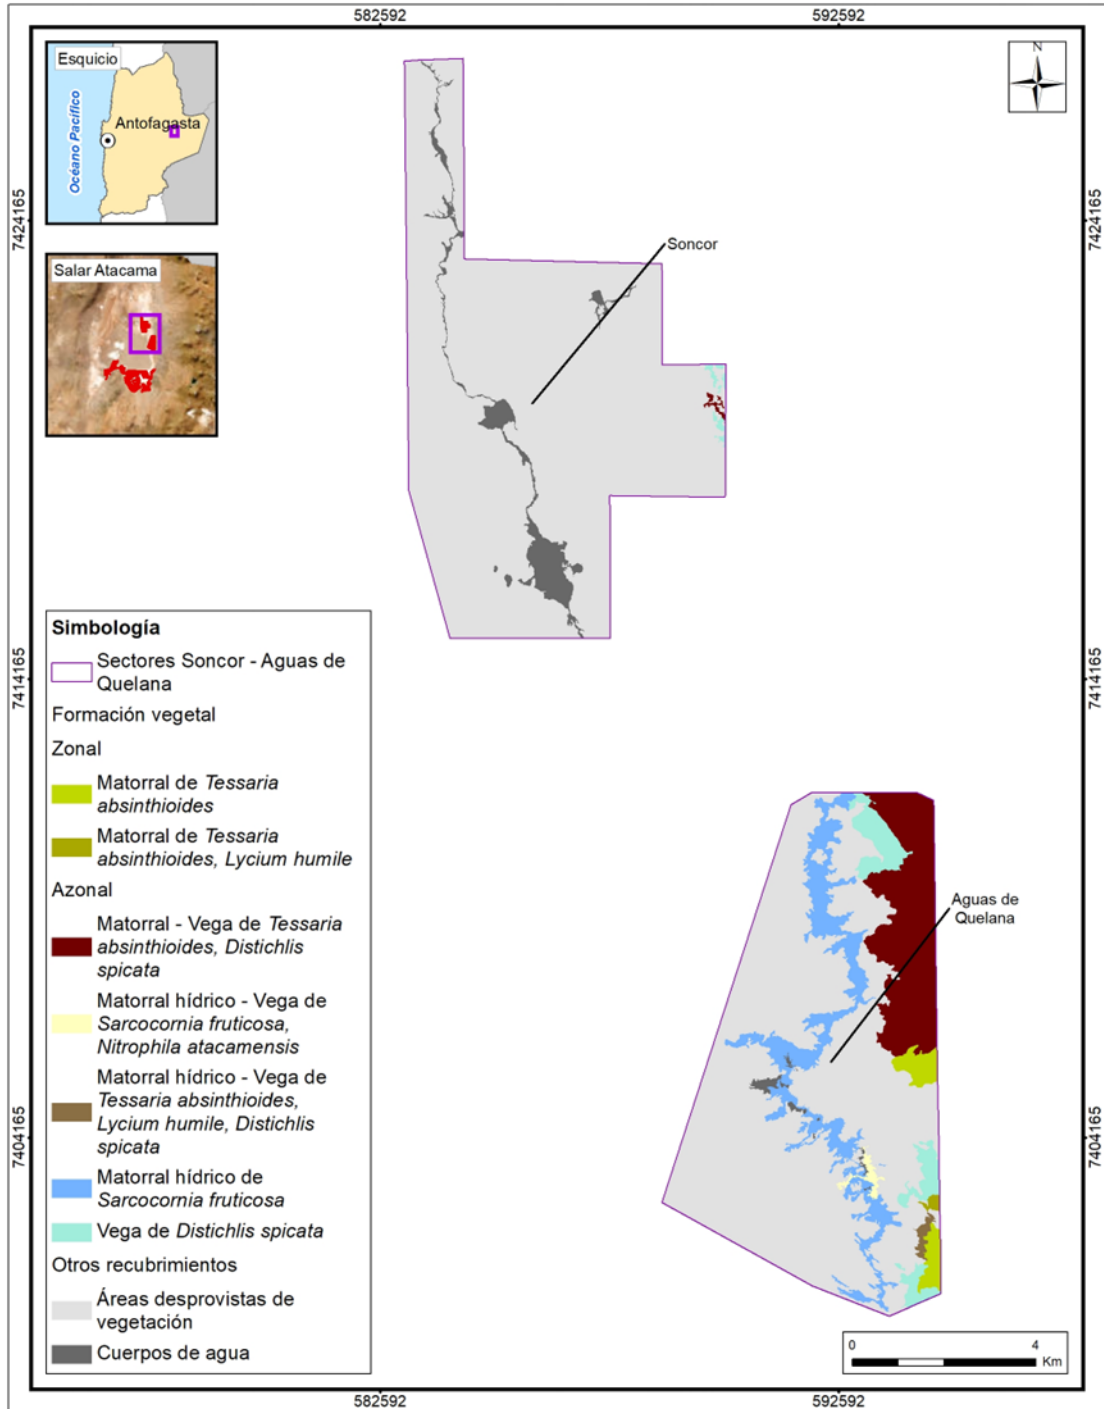 582592
592592
Esquicio
Océano Pacífico
Antofagasta
N
7424165
7424165
Soncor
Salar Atacama
Simbología
Sectores Soncor - Aguas de
Quelana
Formación vegetal
Zonal
Matorral de Tessaria
absinthioides
Matorral de Tessaria
absinthioides, Lycium humile
Azonal
Matorral - Vega de Tessaria
absinthioides, Distichlis
spicata
Matorral hídrico - Vega de
Sarcocornia fruticosa,
Nitrophila atacamensis
Matorral hídrico - Vega de
Tessaria absinthioides,
Lycium humile, Distichlis
spicata
Matorral hídrico de
Sarcocornia fruticosa
Vega de Distichlis spicata
Otros recubrimientos
Áreas desprovistas de
vegetación
Cuerpos de agua
7414165
7414165
Aguas de
Quelana
7404165
7404165
0
4
Km
582592
592592